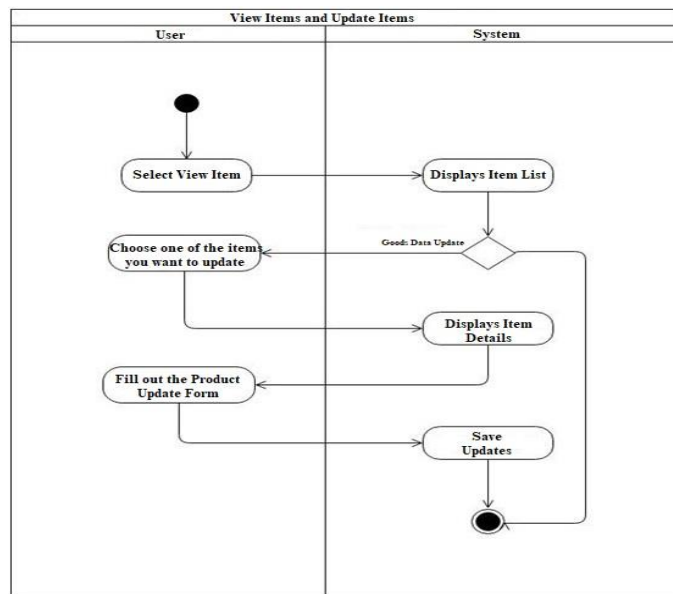 View Items and Update Items
User
System
Select View Item
Displays Item List
Goods Data Update
Choose one of the items
you want to update
Displays Item
Details
Fill out the Product
Update Form
Save
Updates